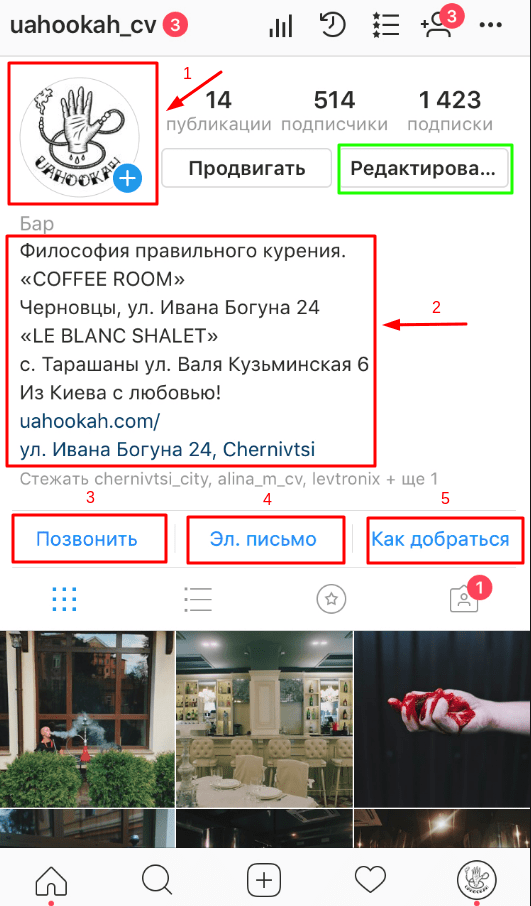 uahookah_cv 3
3
1
14 514 1 423
публикации подписчики подписки
UAHOOKAH
Продвигать Редактирова...
Бар
Философия правильного курения.
«COFFEE ROOM»
Черновцы, ул. Ивана Богуна 24
2
«LE BLANC SHALET»
с. Тарашаны ул. Валя Кузьминская 6
Из Киева с любовью!
uahookah.com/
ул. Ивана Богуна 24, Chernivtsi
Стежать chernivtsi_city, alina_m_cv, levtronix + ще 1
3 4 5
Позвонить Эл. письмо Как добраться
1